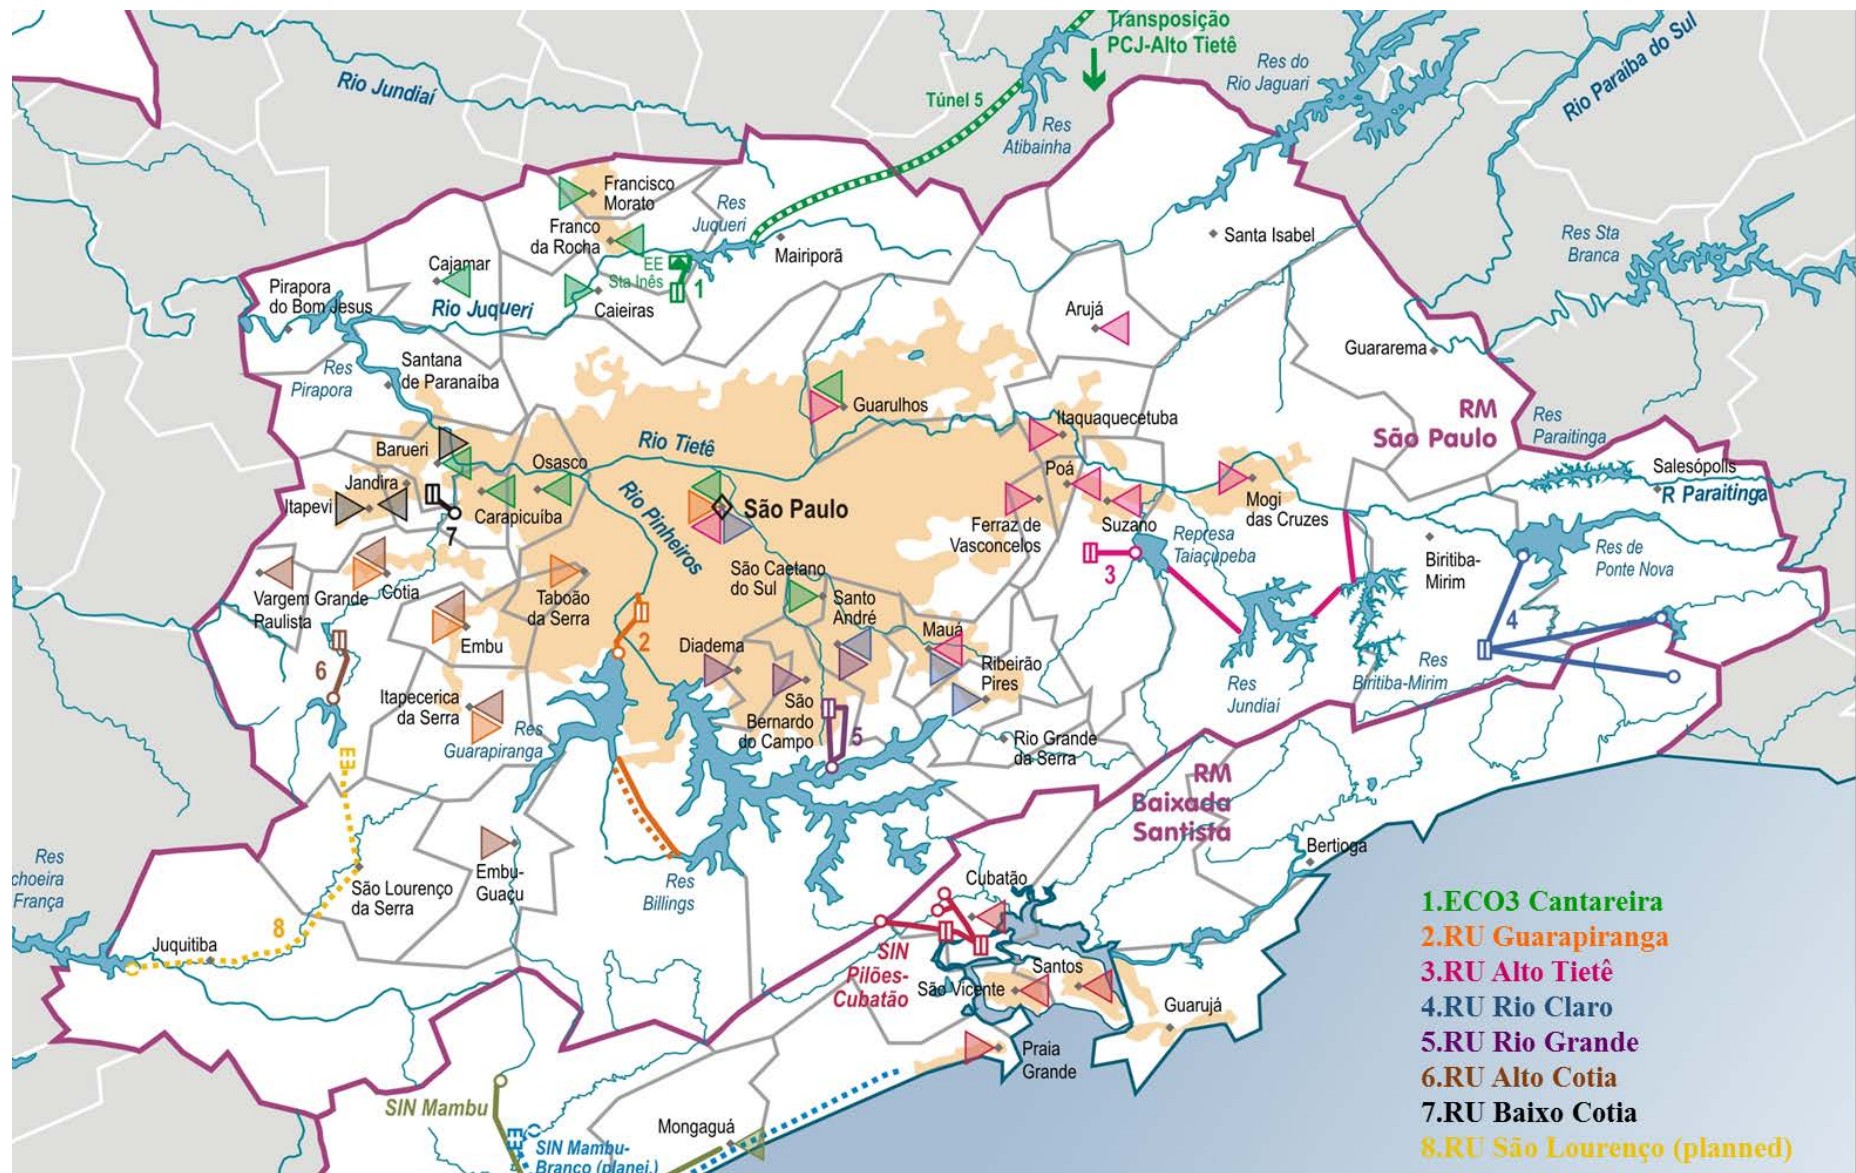 Transposição
PCJ-Alto Tietê
Res do
Rio Jaguari
Rio Paraíba do Sul
Rio Jundiaí
Túnel 5
Res
Atibainha
Francisco
Morato
Franco
da Rocha
Res
Juqueri
Mairiporã
Santa Isabel
Res Sta
Branca
Cajamar
EE
Sta Inês
1
Pirapora
do Bom Jesus
Rio Juqueri
Caieiras
Arujá
Guararema
Res
Pirapora
Santana
de Paranaíba
Guarulhos
Itaquaquecetuba
RM
São Paulo
Res
Paraitinga
Barueri
Rio Tietê
Osasco
Poá
Salesópolis
R Paraitinga
Jandira
Itapevi
Carapicuíba
Rio Pinheiros
São Paulo
Ferraz de
Vasconcelos
Suzano
Mogi
das Cruzes
7
Represa
Taiaçupeba
3
Biritiba-
Mirim
Res de
Ponte Nova
São Caetano
do Sul
Vargem Grande
Paulista
Cotia
Taboão
da Serra
Santo
André
4
6
Embu
2
Diadema
Mauá
Ribeirão
Pires
Res
Jundiaí
Res
Biritiba-Mirim
Itapecerica
da Serra
Res
Guarapiranga
São
Bernardo
do Campo
5
Rio Grande
da Serra
RM
Baixada
Santista
Bertioga
Res
choeira
França
São Lourenço
da Serra
Embu-
Guaçu
Res
Billings
Cubatão
8
Juquitiba
SIN
Pilões-
Cubatão
São Vicente
Santos
Guarujá
Praia
Grande
SIN Mambu
SIN Mambu-
Branco (planej.)
Mongaguá
1.ECO3 Cantareira
2.RU Guarapiranga
3.RU Alto Tietê
4.RU Rio Claro
5.RU Rio Grande
6.RU Alto Cotia
7.RU Baixo Cotia
8.RU São Lourenço (planned)